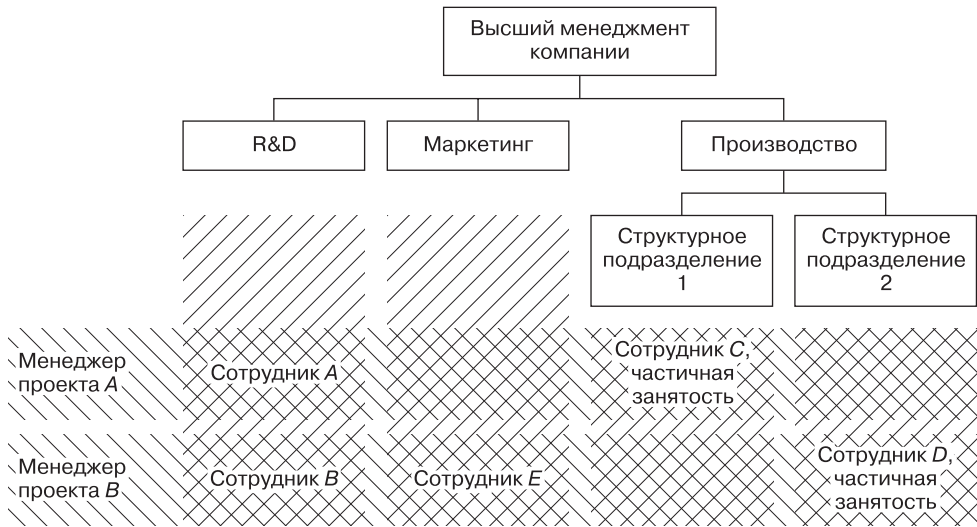 Высший менеджмент
компании
R&D
Маркетинг
Производство
Структурное
подразделение
1
Структурное
подразделение
2
Менеджер
проекта A
Сотрудник A
Сотрудник C,
частичная
занятость
Менеджер
проекта B
Сотрудник B
Сотрудник E
Сотрудник D,
частичная
занятость